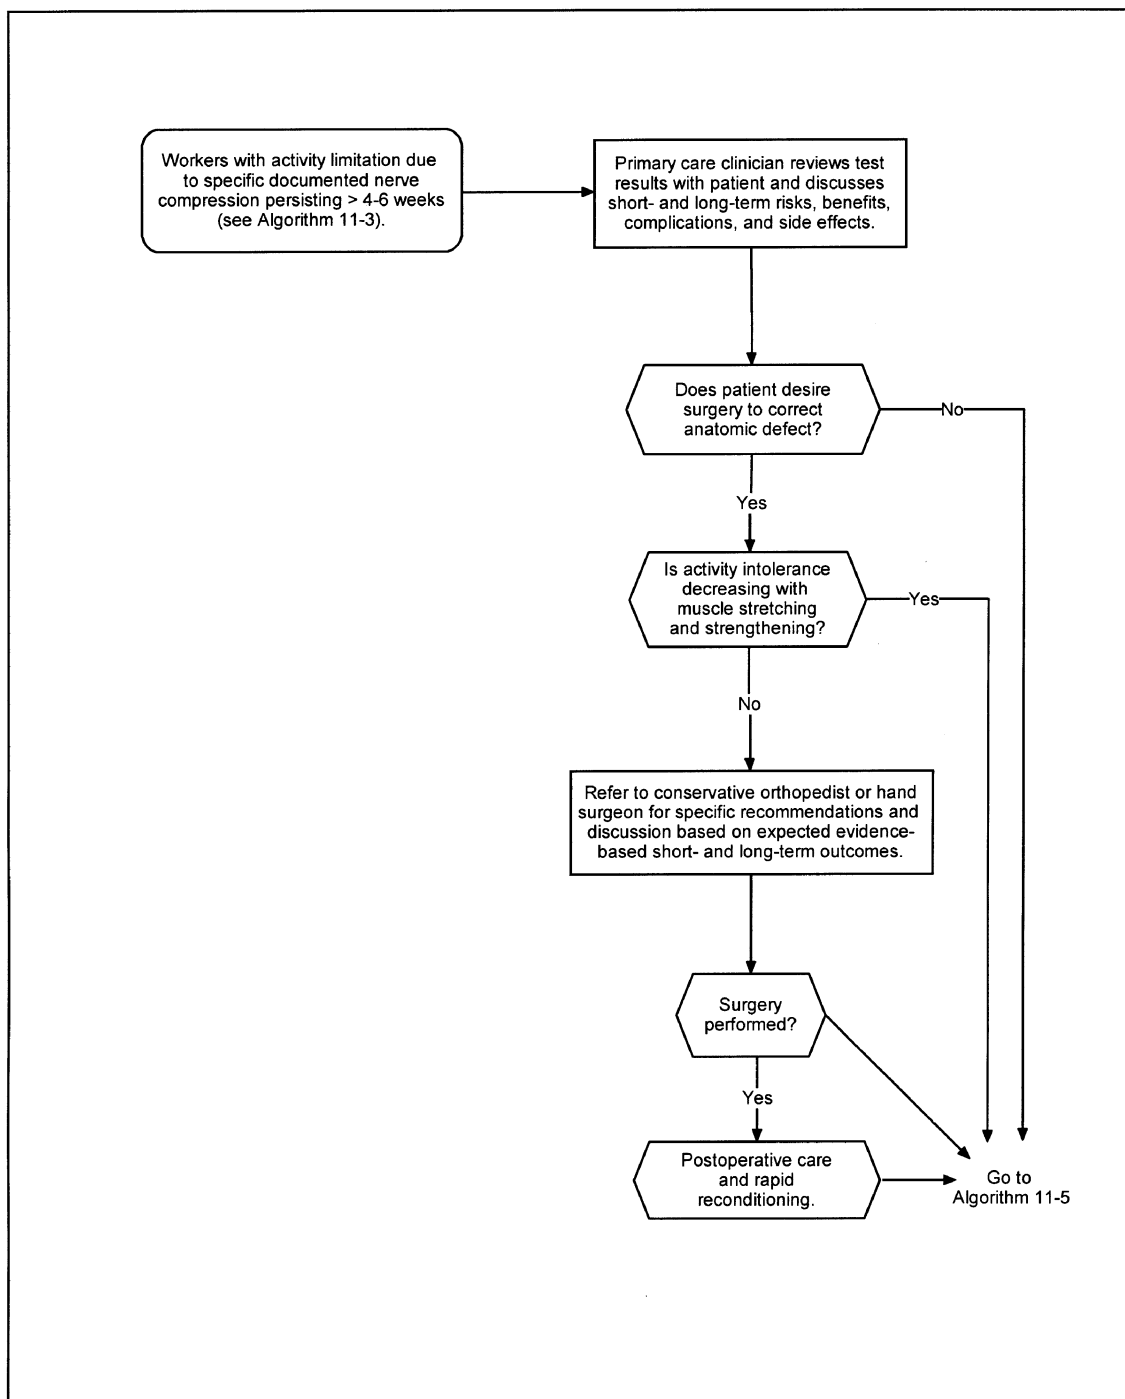 Workers with activity limitation due
to specific documented nerve
compression persisting > 4-6 weeks
(see Algorithm 11-3).
Primary care clinician reviews test
results with patient and discusses
short- and long-term risks, benefits,
complications, and side effects.
Does patient desire
surgery to correct
anatomic defect?
No
Yes
Is activity intolerance
decreasing with
muscle stretching
and strengthening?
Yes
No
Refer to conservative orthopedist or hand
surgeon for specific recommendations and
discussion based on expected evidence-
based short- and long-term outcomes.
Surgery
performed?
Yes
Postoperative care
and rapid
reconditioning.
Go to
Algorithm 11-5